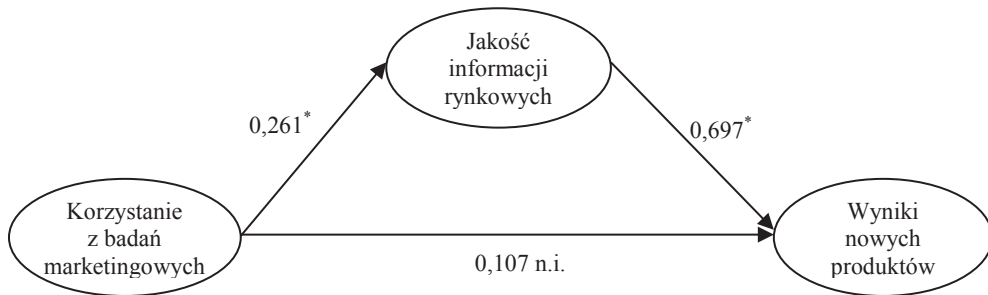 Jakość
informacji
rynkowych
0,261*
0,697*
Korzystanie
z badań
marketingowych
0,107 n.i.
Wyniki
nowych
produktów